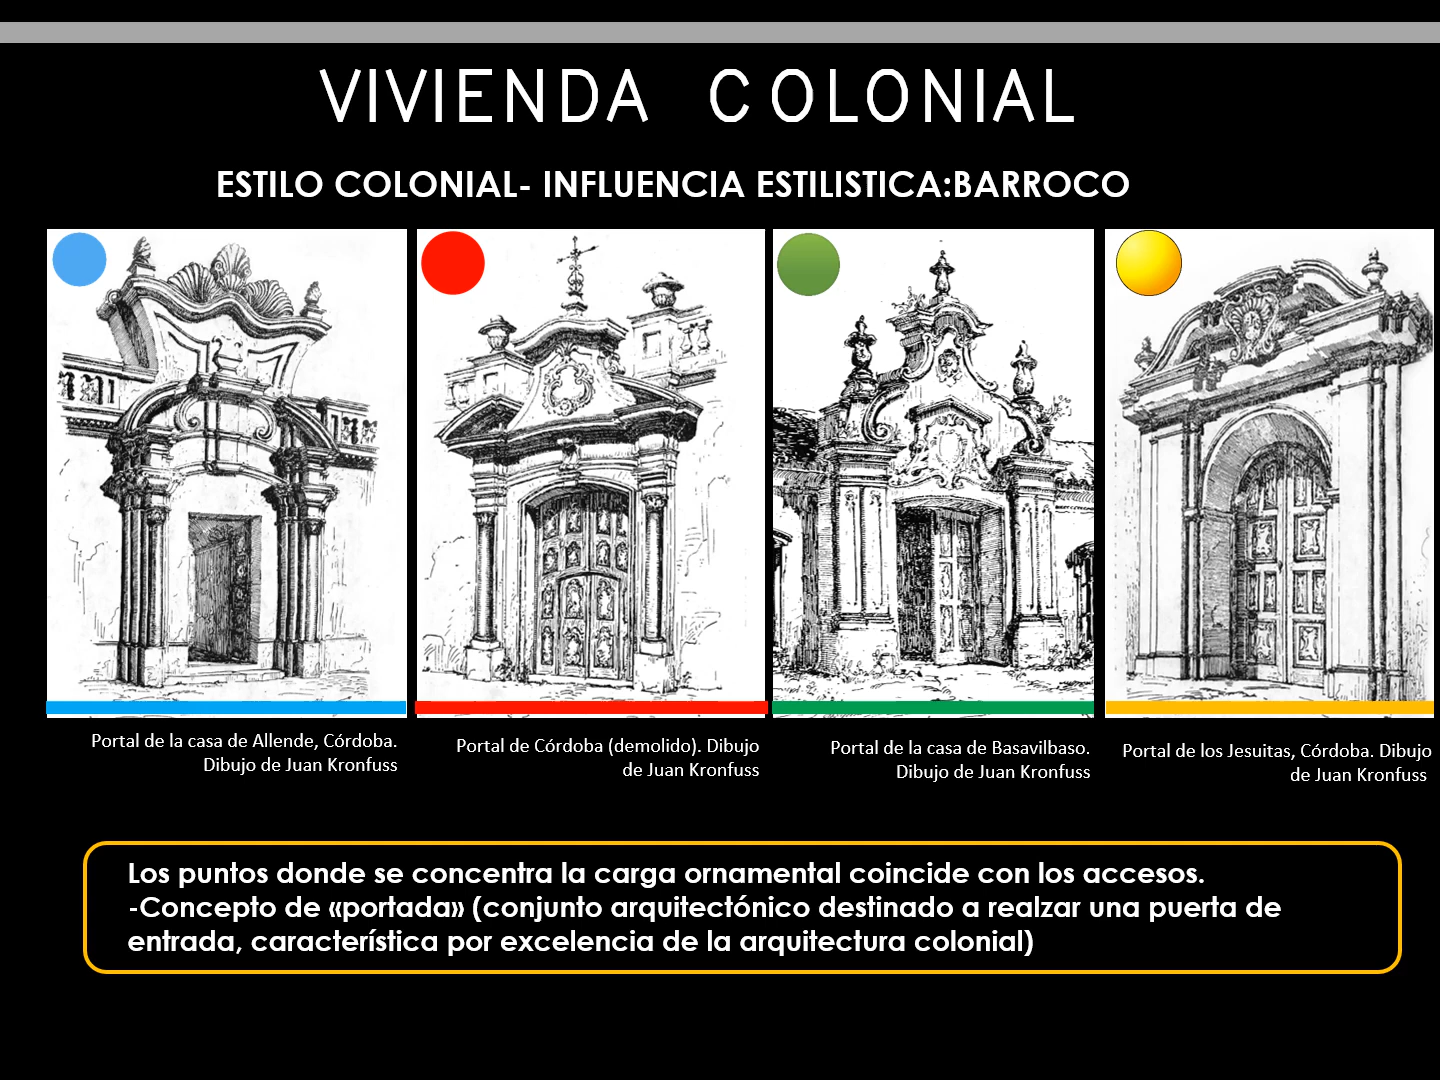 VIVIENDA COLONIAL
ESTILO COLONIAL- INFLUENCIA ESTILISTICA:BARROCO
Portal de la casa de Allende, Córdoba.
Dibujo de Juan Kronfuss
Portal de Córdoba (demolido). Dibujo
de Juan Kronfuss
Portal de la casa de Basavilbaso.
Dibujo de Juan Kronfuss
Portal de los Jesuitas, Córdoba. Dibujo
de Juan Kronfuss
Los puntos donde se concentra la carga ornamental coincide con los accesos.
-Concepto de «portada» (conjunto arquitectónico destinado a realzar una puerta de
entrada, característica por excelencia de la arquitectura colonial)